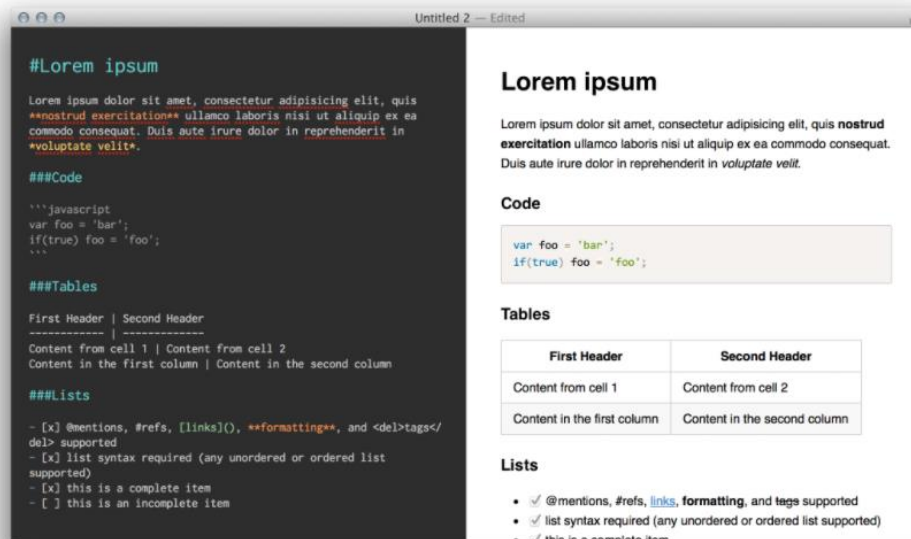 Untitled 2 — Edited
#Lorem ipsum
Lorem ipsum dolor sit amet, consectetur adipisicing elit, quis
**nostrud exercitation** ullamco laboris nisi ut aliquip ex ea
commodo consequat. Duis aute irure dolor in reprehenderit in
*voluptate velit*.
###Code
```javascript
var foo = 'bar';
if(true) foo = 'foo';
```
###Tables
First Header | Second Header
------------ | -------------
Content from cell 1 | Content from cell 2
Content in the first column | Content in the second column
###Lists
- [x] @mentions, #refs, [links](), **formatting**, and <del>tags</
del> supported
- [x] list syntax required (any unordered or ordered list
supported)
- [x] this is a complete item
- [ ] this is an incomplete item
Lorem ipsum
Lorem ipsum dolor sit amet, consectetur adipisicing elit, quis nostrud
exercitation ullamco laboris nisi ut aliquip ex ea commodo consequat.
Duis aute irure dolor in reprehenderit in voluptate velit.
Code
var foo = 'bar';
if(true) foo = 'foo';
Tables
First Header Second Header
Content from cell 1 Content from cell 2
Content in the first column Content in the second column
Lists
• ✓ @mentions, #refs, links, formatting, and tags supported
• ✓ list syntax required (any unordered or ordered list supported)
• ✓ this is a complete item